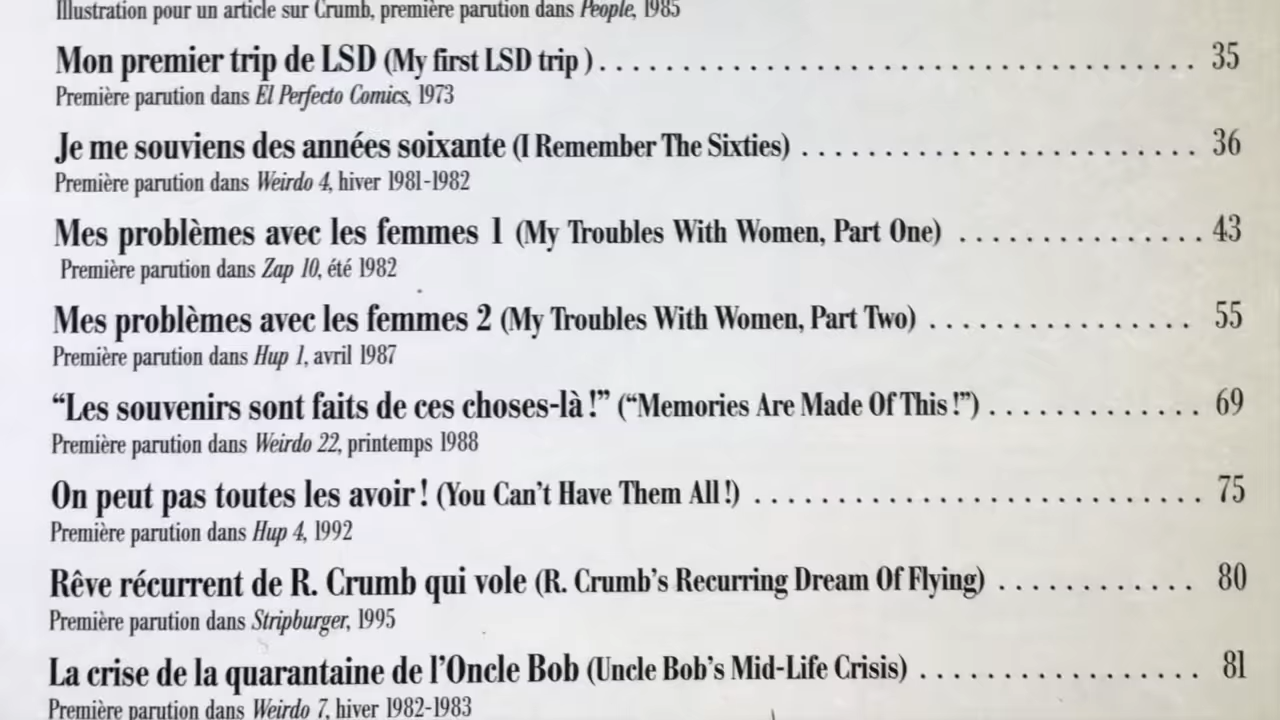 Illustration pour un article sur Crumb, première parution dans People, 1985
Mon premier trip de LSD (My first LSD trip ) . . . . . . . . . . . . . . . . . . . . . . . . . . . . . . . . . . . . . . . . . . 35
Première parution dans El Perfecto Comics, 1973
Je me souviens des années soixante (I Remember The Sixties) . . . . . . . . . . . . . . . . . . . . . . . . . . . . 36
Première parution dans Weirdo 4, hiver 1981-1982
Mes problèmes avec les femmes 1 (My Troubles With Women, Part One) . . . . . . . . . . . . . . . . . 43
Première parution dans Zap 10, été 1982
Mes problèmes avec les femmes 2 (My Troubles With Women, Part Two) . . . . . . . . . . . . . . . . . . 55
Première parution dans Hup 1, avril 1987
“Les souvenirs sont faits de ces choses-là !” (“Memories Are Made Of This !”) . . . . . . . . . . . . . . 69
Première parution dans Weirdo 22, printemps 1988
On peut pas toutes les avoir ! (You Can’t Have Them All !) . . . . . . . . . . . . . . . . . . . . . . . . . . . . . . . 75
Première parution dans Hup 4, 1992
Rêve récurrent de R. Crumb qui vole (R. Crumb’s Recurring Dream Of Flying) . . . . . . . . . . . . . 80
Première parution dans Stripburger, 1995
La crise de la quarantaine de l’Oncle Bob (Uncle Bob’s Mid-Life Crisis) . . . . . . . . . . . . . . . . . . . 81
Première parution dans Weirdo 7, hiver 1982-1983